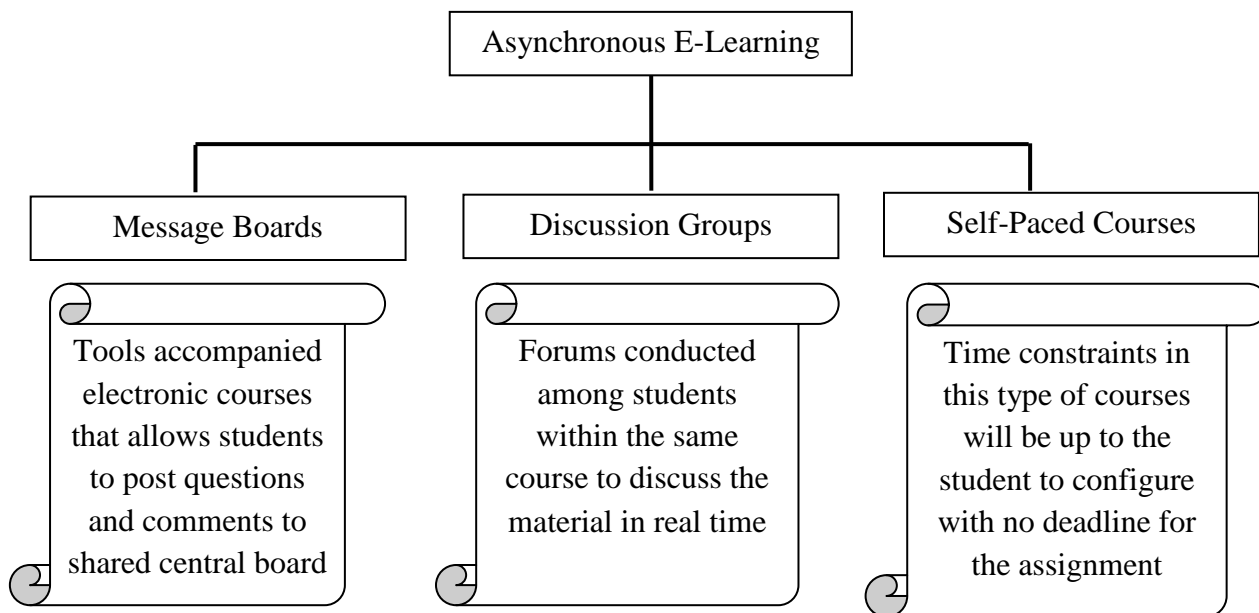 Asynchronous E-Learning
Message Boards
Discussion Groups
Self-Paced Courses
Tools accompanied
electronic courses
that allows students
to post questions
and comments to
shared central board
Forums conducted
among students
within the same
course to discuss the
material in real time
Time constraints in
this type of courses
will be up to the
student to configure
with no deadline for
the assignment